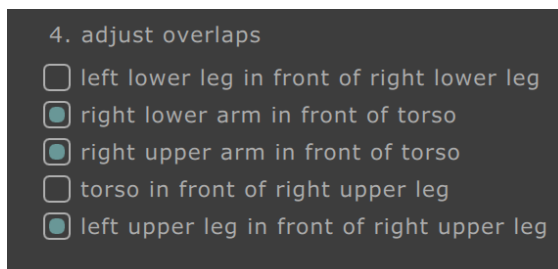 4. adjust overlaps
left lower leg in front of right lower leg
right lower arm in front of torso
right upper arm in front of torso
torso in front of right upper leg
left upper leg in front of right upper leg